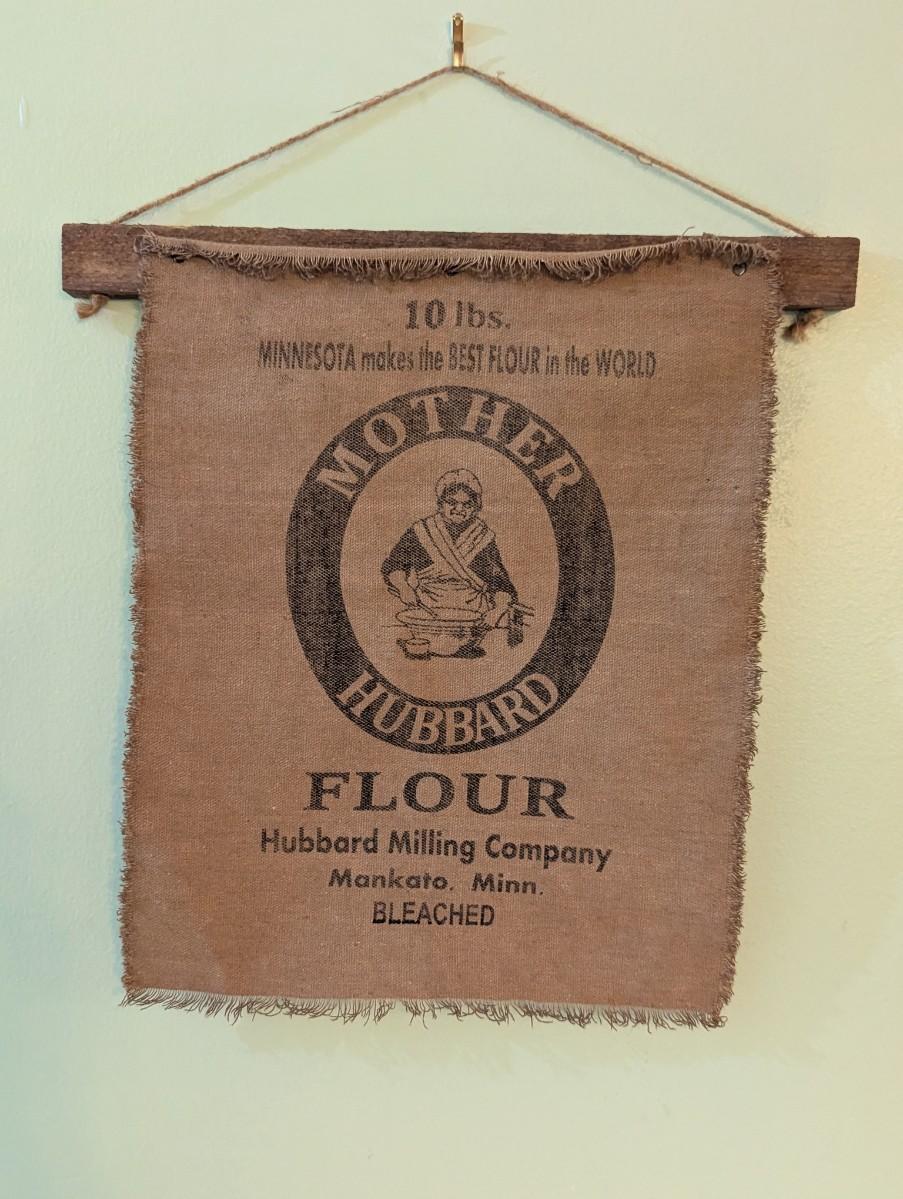 10 lbs.
MINNESOTA makes the BEST FLOUR in the WORLD
MOTHER
HUBBARD
FLOUR
Hubbard Milling Company
Mankato, Minn.
BLEACHED